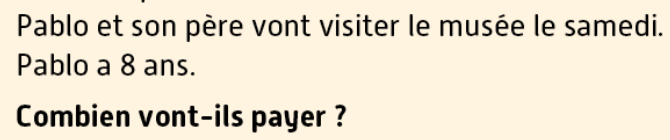 Pablo et son père vont visiter le musée le samedi.
Pablo a 8 ans.
Combien vont-ils payer ?